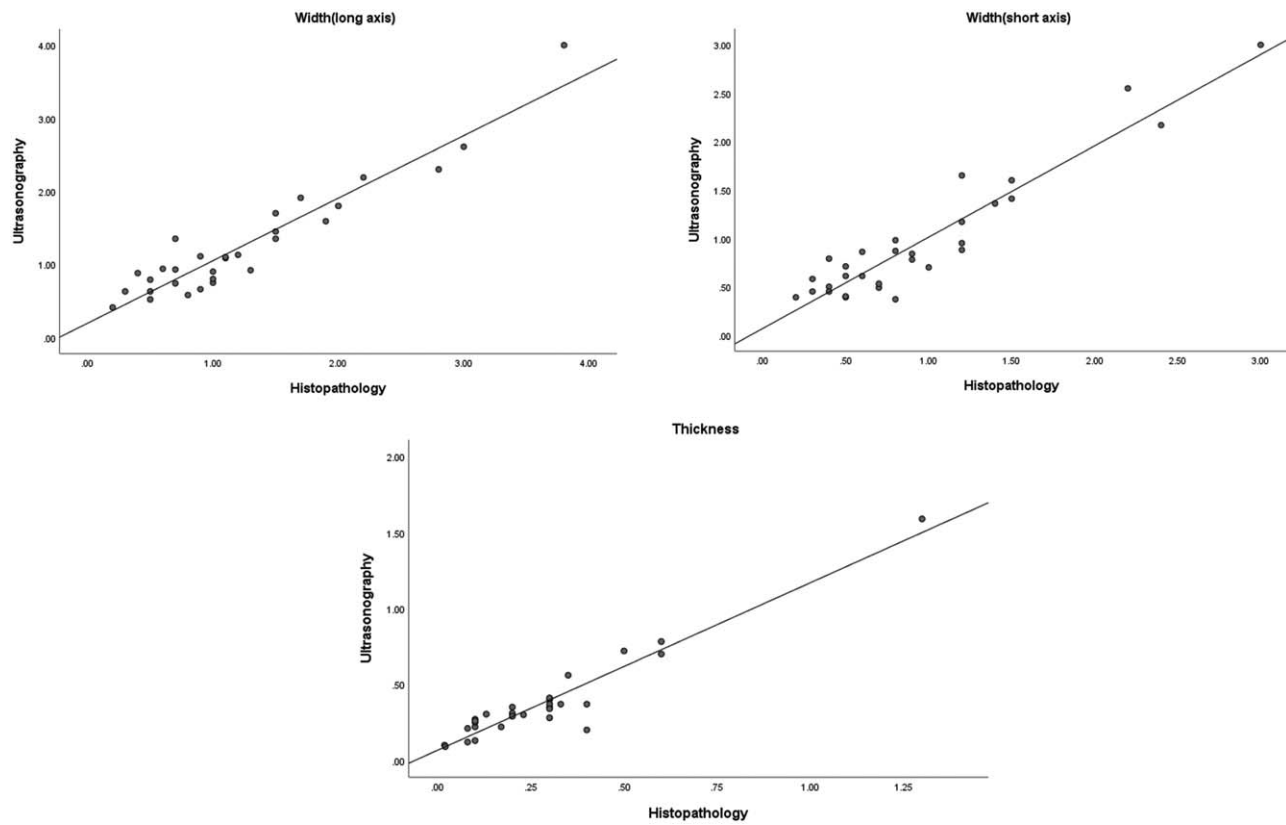 Width(long axis)
4.00
3.00
2.00
1.00
.00
Ultrasonography
.00 1.00 2.00 3.00 4.00
Histopathology
Width(short axis)
3.00
2.50
2.00
1.50
1.00
.50
.00
Ultrasonography
.00 .50 1.00 1.50 2.00 2.50 3.00
Histopathology
Thickness
2.00
1.50
1.00
.50
.00
Ultrasonography
.00 .25 .50 .75 1.00 1.25
Histopathology